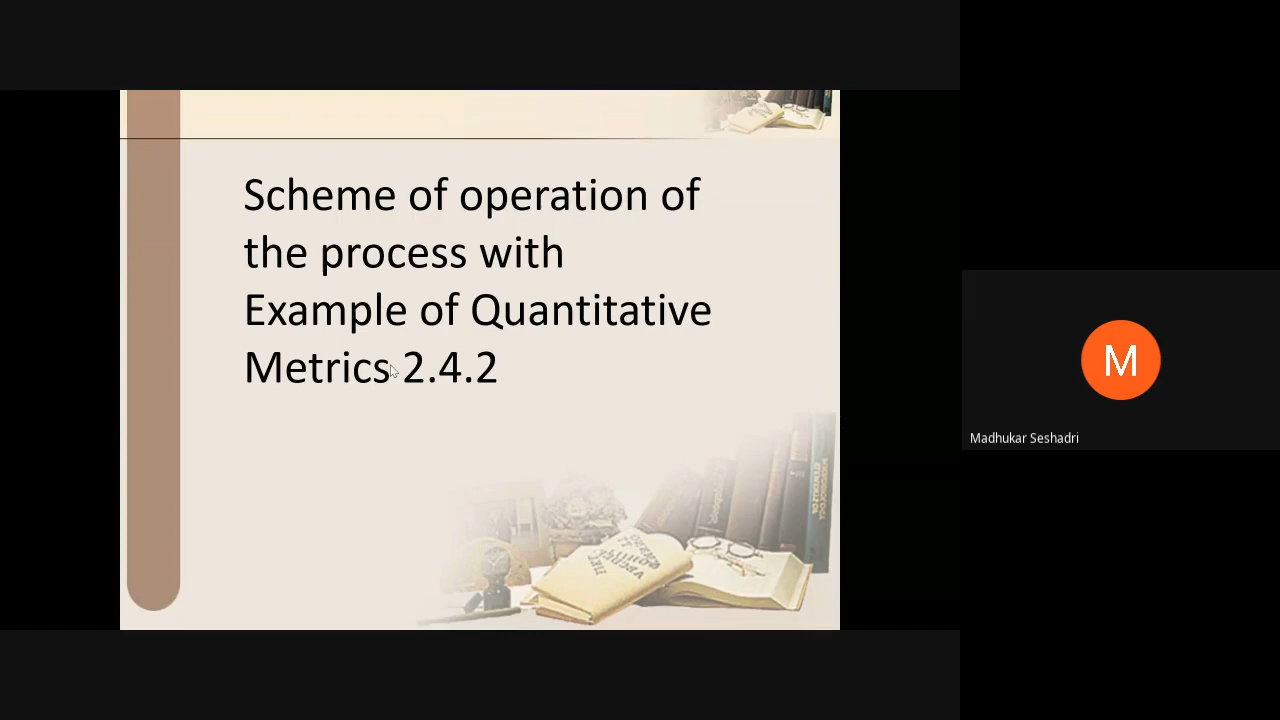 Scheme of operation of
the process with
Example of Quantitative
Metrics 2.4.2
M
Madhukar Seshadri